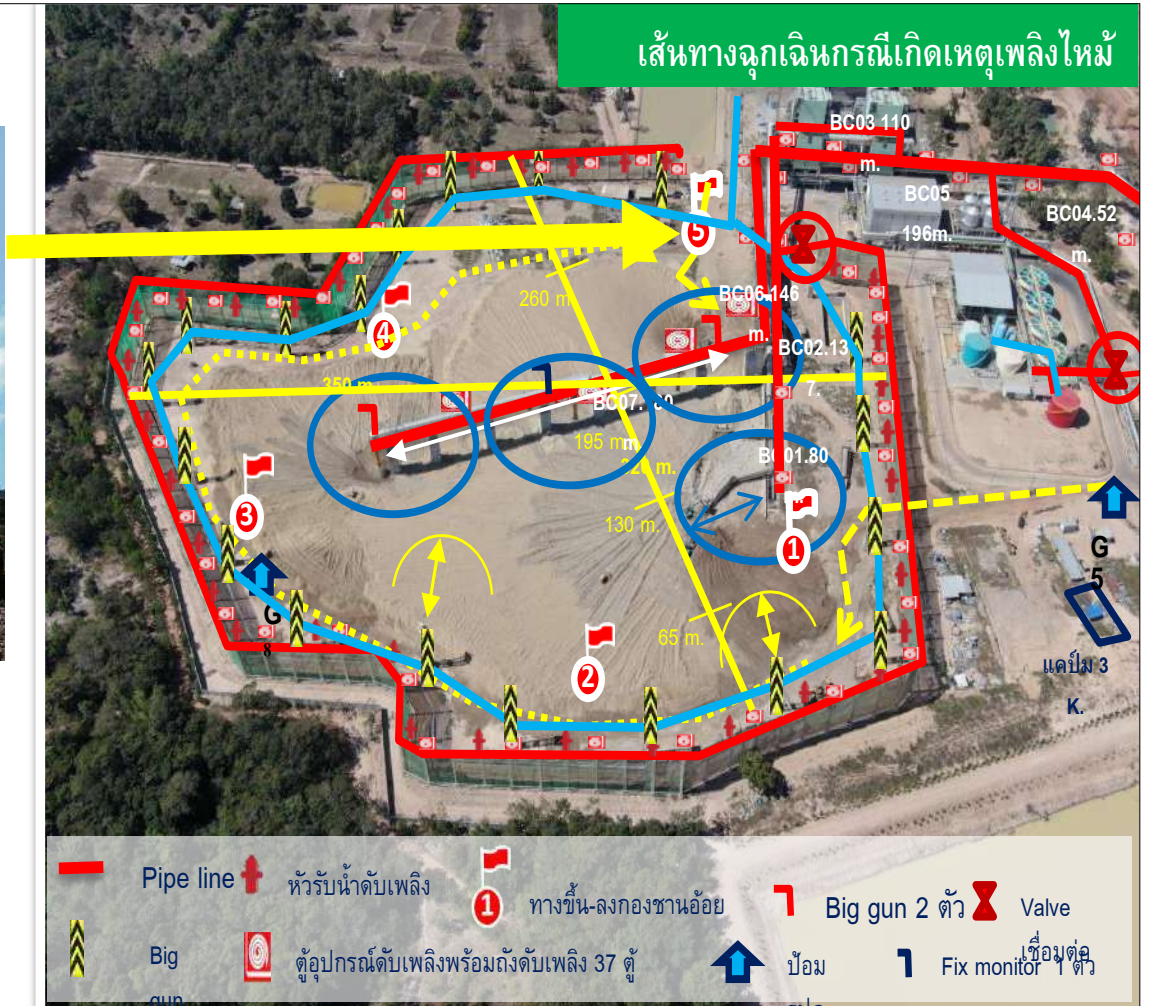 เส้นทางฉุกเฉินกรณีเกิดเหตุเพลิงไหม้
BC03 110
m.
BC05
196m.
BC04.52
m.
5
260 m.
BC06.146
m.
4
BC02.13
7.
350 m.
BC07.
195 m
m.
BC01.80
3
130 m.
1
G
5
G
8
65 m.
2
แคป์ม 3
K.
Pipe line
หัวรับน้ำดับเพลิง
1
ทางขึ้น-ลงกองชานอ้อย
Big gun 2 ตัว
Valve
เชื่อมต่อ
Big
gun
ตู้อุปกรณ์ดับเพลิงพร้อมถังดับเพลิง 37 ตู้
ป้อม
Fix monitor 1 ตัว